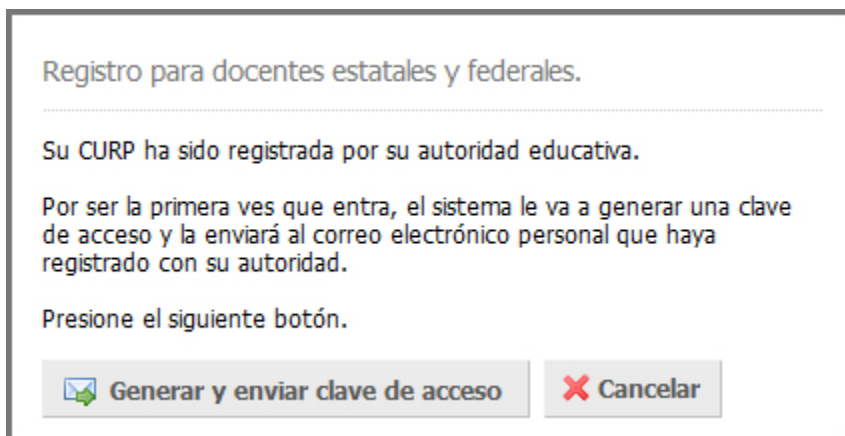 Registro para docentes estatales y federales.
Su CURP ha sido registrada por su autoridad educativa.
Por ser la primera ves que entra, el sistema le va a generar una clave
de acceso y la enviará al correo electrónico personal que haya
registrado con su autoridad.
Presione el siguiente botón.
Generar y enviar clave de acceso Cancelar